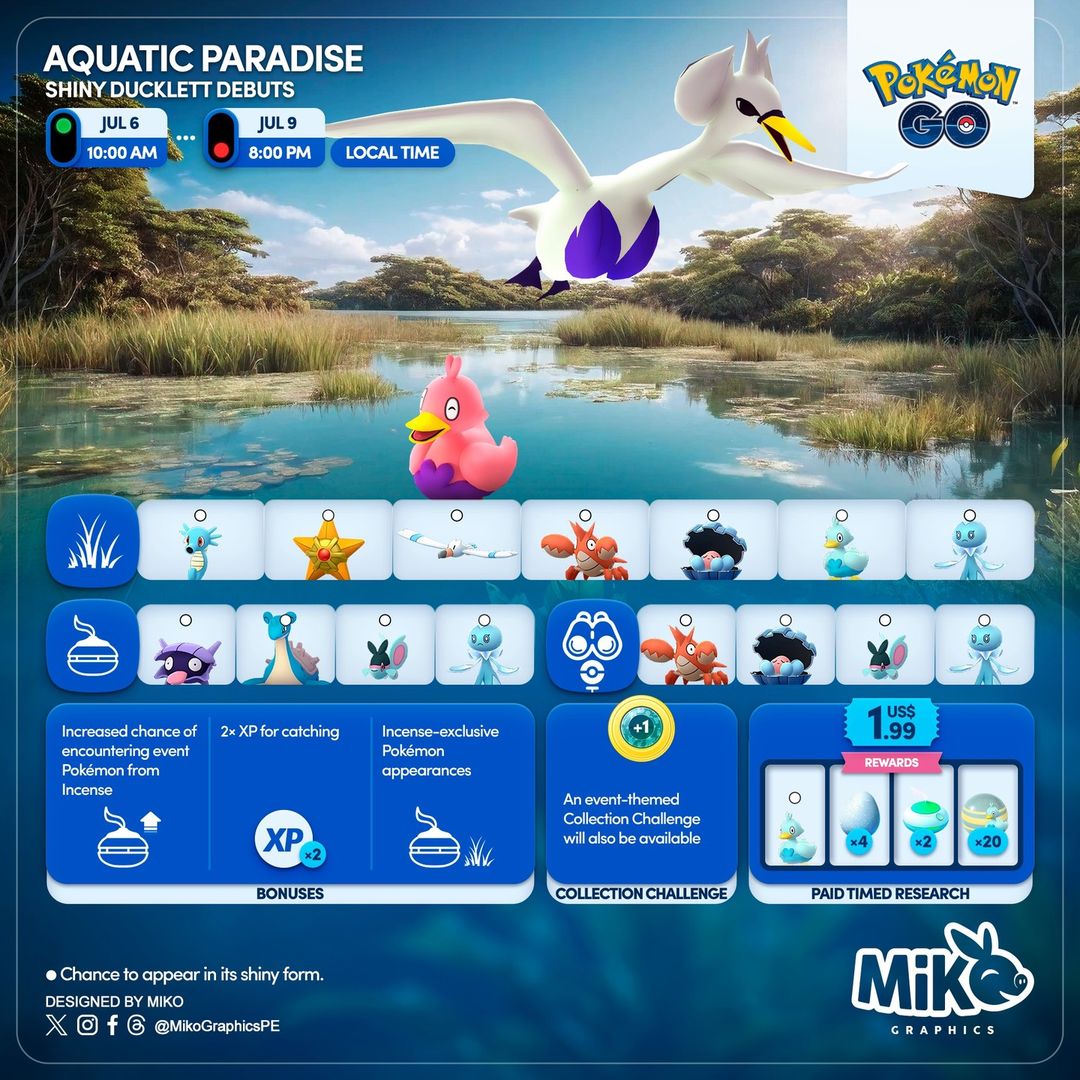 AQUATIC PARADISE
SHINY DUCKLETT DEBUTS
JUL 6
10:00 AM
...
JUL 9
8:00 PM
LOCAL TIME
POKéMON
GO
Increased chance of
encountering event
Pokémon from
Incense
2× XP for catching
XP
x2
Incense-exclusive
Pokémon
appearances
BONUSES
+1
An event-themed
Collection Challenge
will also be available
COLLECTION CHALLENGE
1 US$
.99
REWARDS
×4
×2
×20
PAID TIMED RESEARCH
Chance to appear in its shiny form.
DESIGNED BY MIKO
@MikoGraphicsPE
MiKO
GRAPHICS